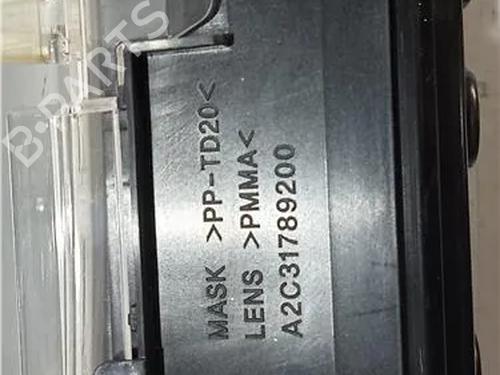 MASK >PP-TD20<
LENS >PMMA<
A2C31789200
B-PARTS